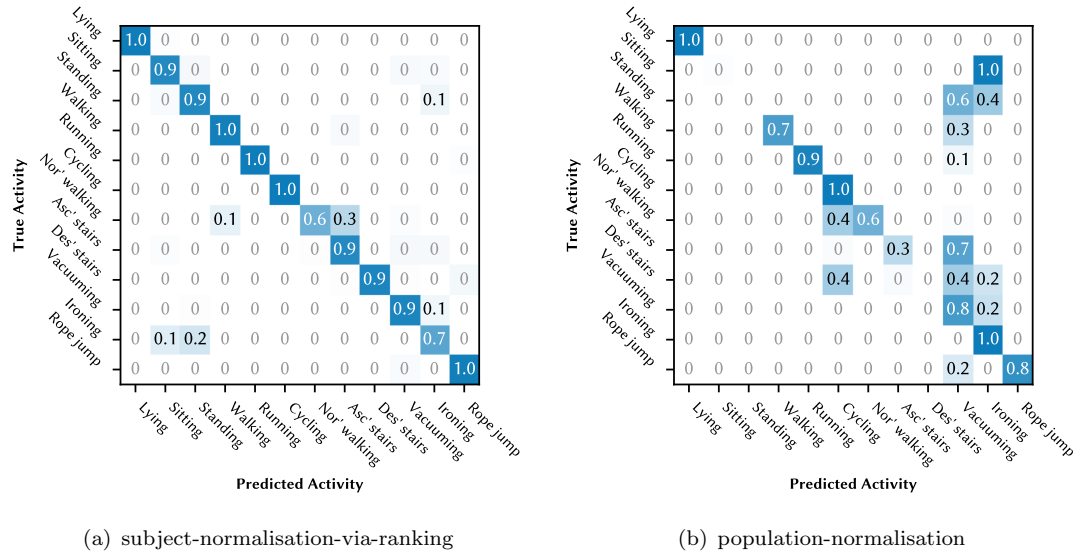 Lying
Sitting
Standing
Walking
Running
Cycling
Nor' walking
Asc' stairs
Des' stairs
Vacuuming
Ironing
Rope jump
True Activity
1.0 0 0 0 0 0 0 0 0 0 0 0
0 0.9 0 0 0 0 0 0 0 0 0 0
0 0 0.9 0 0 0 0 0 0 0 0.1 0
0 0 0 1.0 0 0 0 0 0 0 0 0
0 0 0 0 1.0 0 0 0 0 0 0 0
0 0 0 0 0 1.0 0 0 0 0 0 0
0 0 0 0.1 0 0 0.6 0.3 0 0 0 0
0 0 0 0 0 0 0 0.9 0 0 0 0
0 0 0 0 0 0 0 0 0.9 0 0 0
0 0 0 0 0 0 0 0 0 0.9 0.1 0
0 0.1 0.2 0 0 0 0 0 0 0 0.7 0
0 0 0 0 0 0 0 0 0 0 0 1.0
Lying
Sitting
Standing
Walking
Running
Cycling
Nor' walking
Asc' stairs
Des' stairs
Vacuuming
Ironing
Rope jump
Predicted Activity
(a) subject-normalisation-via-ranking
Lying
Sitting
Standing
Walking
Running
Cycling
Nor' walking
Asc' stairs
Des' stairs
Vacuuming
Ironing
Rope jump
True Activity
1.0 0 0 0 0 0 0 0 0 0 0 0
0 0 0 0 0 0 0 0 0 0 1.0 0
0 0 0 0 0 0 0 0 0 0.6 0.4 0
0 0 0 0.7 0 0 0 0 0 0.3 0 0
0 0 0 0 0.9 0 0 0 0 0.1 0 0
0 0 0 0 0 1.0 0 0 0 0 0 0
0 0 0 0 0 0.4 0.6 0 0 0 0 0
0 0 0 0 0 0 0 0.3 0 0.7 0 0
0 0 0 0 0 0.4 0 0 0 0.4 0.2 0
0 0 0 0 0 0 0 0 0 0.8 0.2 0
0 0 0 0 0 0 0 0 0 0 1.0 0
0 0 0 0 0 0 0 0 0 0.2 0 0.8
Lying
Sitting
Standing
Walking
Running
Cycling
Nor' walking
Asc' stairs
Des' stairs
Vacuuming
Ironing
Rope jump
Predicted Activity
(b) population-normalisation